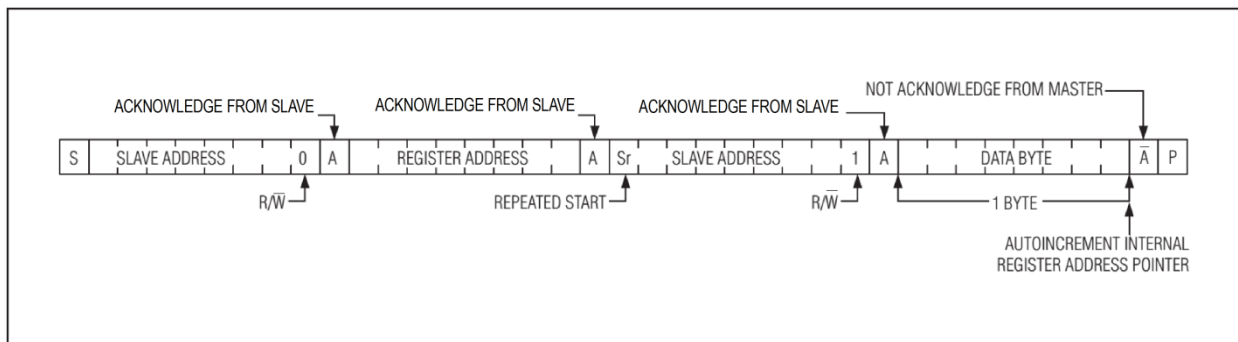 NOT ACKNOWLEDGE FROM MASTER
ACKNOWLEDGE FROM SLAVE ACKNOWLEDGE FROM SLAVE ACKNOWLEDGE FROM SLAVE
S SLAVE ADDRESS 0 A REGISTER ADDRESS A Sr SLAVE ADDRESS 1 A DATA BYTE A̅ P
R/W̅ REPEATED START R/W̅ 1 BYTE
AUTOINCREMENT INTERNAL
REGISTER ADDRESS POINTER